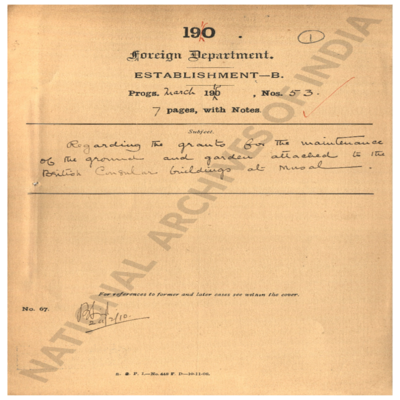 1910
①
Foreign Department.
ESTABLISHMENT—B.
Progs. March 1910, Nos. 53.
7 pages, with Notes
Subject.
Regarding the grants for the maintenance
of the ground and garden attached to the
British Consular buildings at Mosal.
For references to former and later cases see within the cover.
No. 67.
NATIONAL ARCHIVES OF INDIA